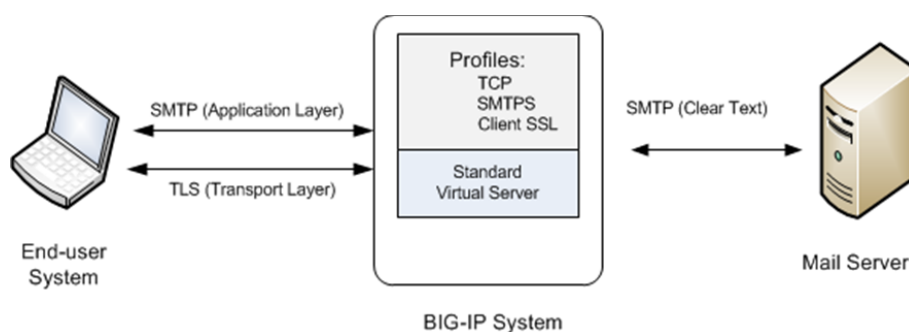 Profiles:
TCP
SMTPS
Client SSL
SMTP (Application Layer)
SMTP (Clear Text)
TLS (Transport Layer)
Standard
Virtual Server
End-user
System
Mail Server
BIG-IP System